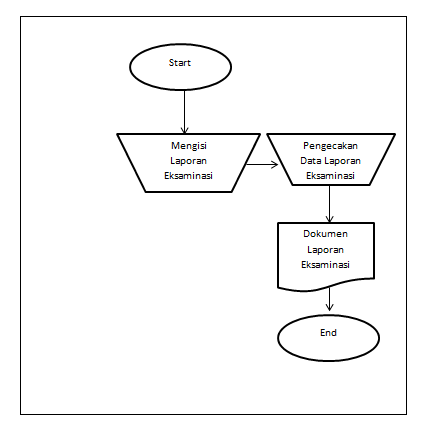 Start
Mengisi
Laporan
Eksaminasi
Pengecakan
Data Laporan
Eksaminasi
Dokumen
Laporan
Eksaminasi
End